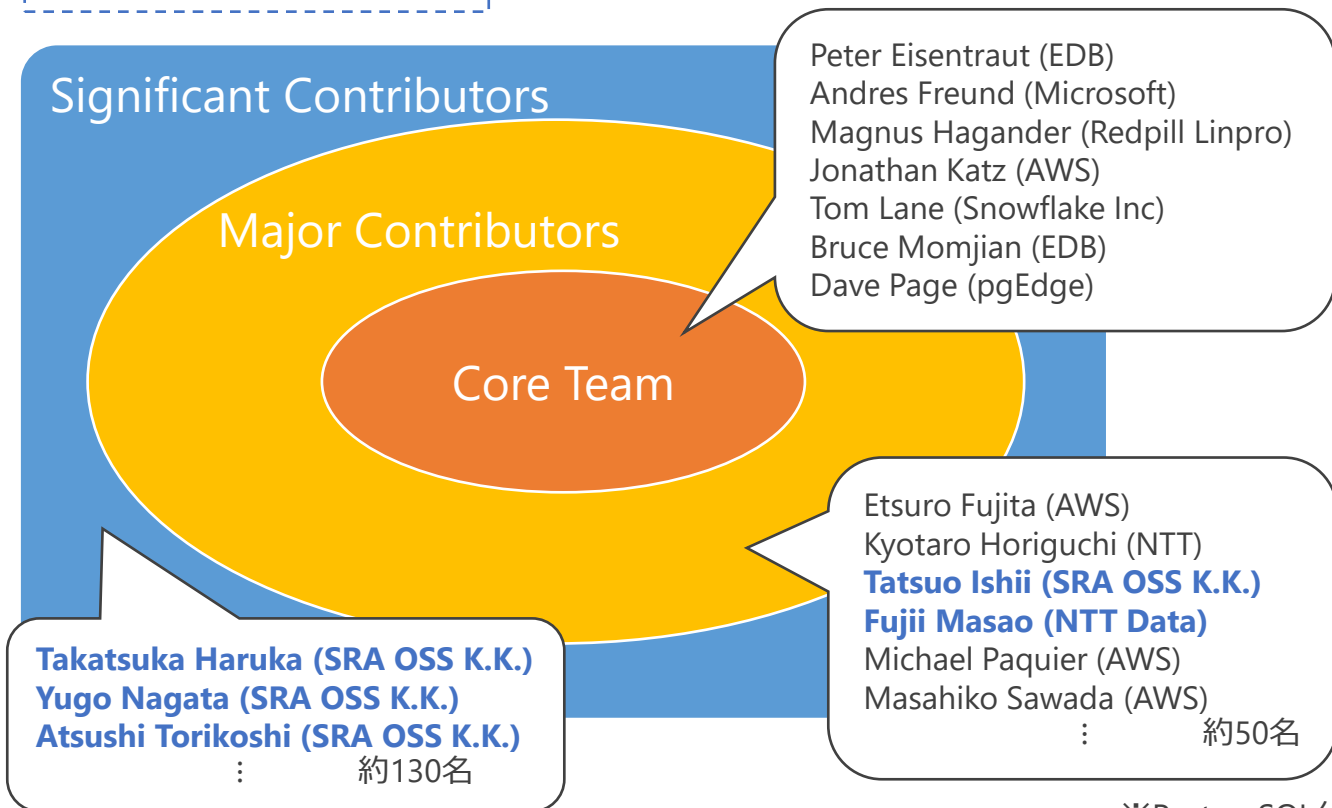 Significant Contributors
Major Contributors
Core Team
Peter Eisentraut (EDB)
Andres Freund (Microsoft)
Magnus Hagander (Redpill Linpro)
Jonathan Katz (AWS)
Tom Lane (Snowflake Inc)
Bruce Momjian (EDB)
Dave Page (pgEdge)
Etsuro Fujita (AWS)
Kyotaro Horiguchi (NTT)
Tatsuo Ishii (SRA OSS K.K.)
Fujii Masao (NTT Data)
Michael Paquier (AWS)
Masahiko Sawada (AWS)
⋮ 約50名
Takatsuka Haruka (SRA OSS K.K.)
Yugo Nagata (SRA OSS K.K.)
Atsushi Torikoshi (SRA OSS K.K.)
⋮ 約130名